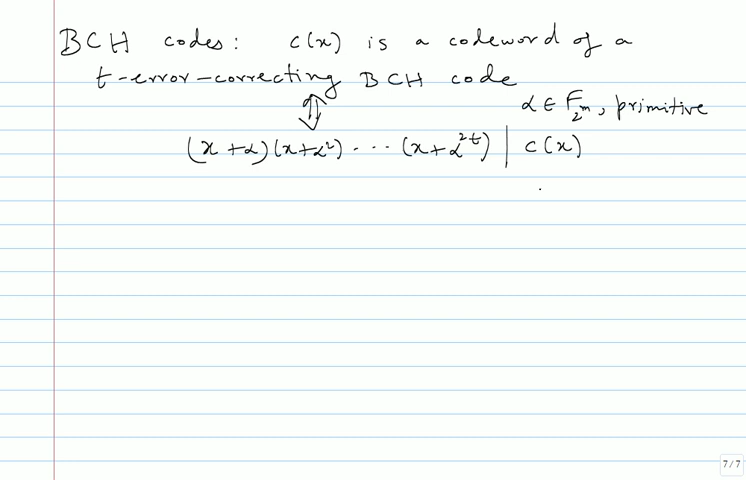 BCH codes: c(x) is a codeword of a
t-error-correcting BCH code
⇕ α ∈ F_{2^m}, primitive
(x+α)(x+α²)...(x+α^{2t}) | c(x)
7/7